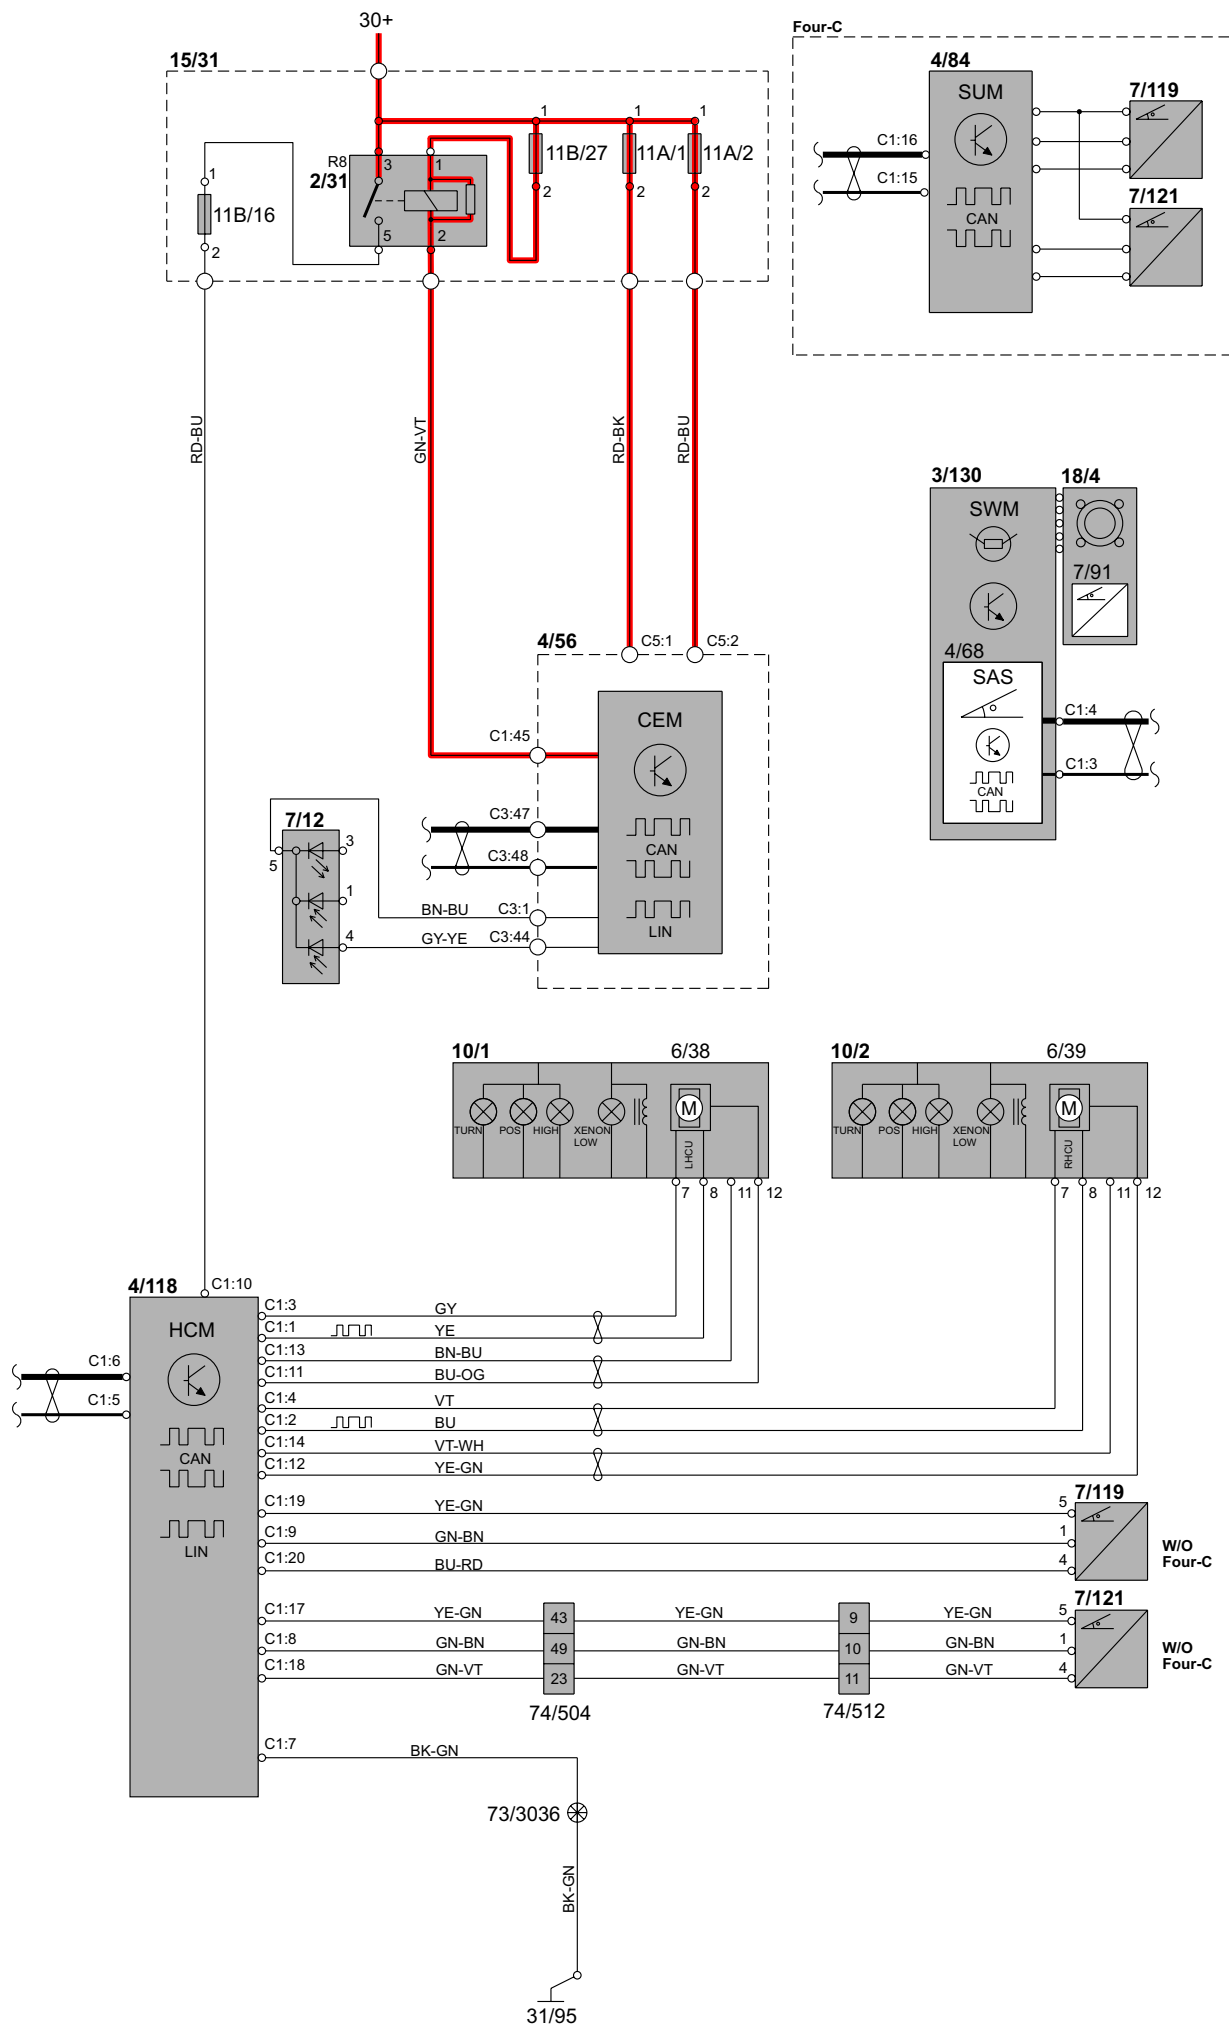 30+
Four-C
15/31
4/84
SUM
7/119
1
1
1
C1:16
R8
3
1
11B/27
11A/1
11A/2
2/31
1
C1:15
2
2
2
7/121
11B/16
CAN
5
2
2
RD-BU
GN-VT
RD-BK
RD-BU
3/130
18/4
SWM
7/91
4/56
C5:1
C5:2
4/68
SAS
CEM
C1:4
C1:45
C1:3
CAN
7/12
C3:47
3
CAN
5
C3:48
1
BN-BU
C3:1
LIN
4
GY-YE
C3:44
10/1
6/38
10/2
6/39
M
M
TURN
POS
HIGH
XENON
LOW
LHCU
TURN
POS
HIGH
XENON
LOW
RHCU
7
8
11
12
7
8
11
12
4/118
C1:10
C1:3
GY
HCM
C1:1
YE
C1:13
BN-BU
C1:6
C1:11
BU-OG
C1:5
C1:4
VT
C1:2
BU
C1:14
VT-WH
CAN
C1:12
YE-GN
7/119
C1:19
YE-GN
5
C1:9
GN-BN
1
W/O
Four-C
LIN
C1:20
BU-RD
4
7/121
C1:17
YE-GN
43
YE-GN
9
YE-GN
5
C1:8
GN-BN
49
GN-BN
10
GN-BN
1
W/O
Four-C
C1:18
GN-VT
23
GN-VT
11
GN-VT
4
74/504
74/512
C1:7
BK-GN
73/3036
BK-GN
31/95